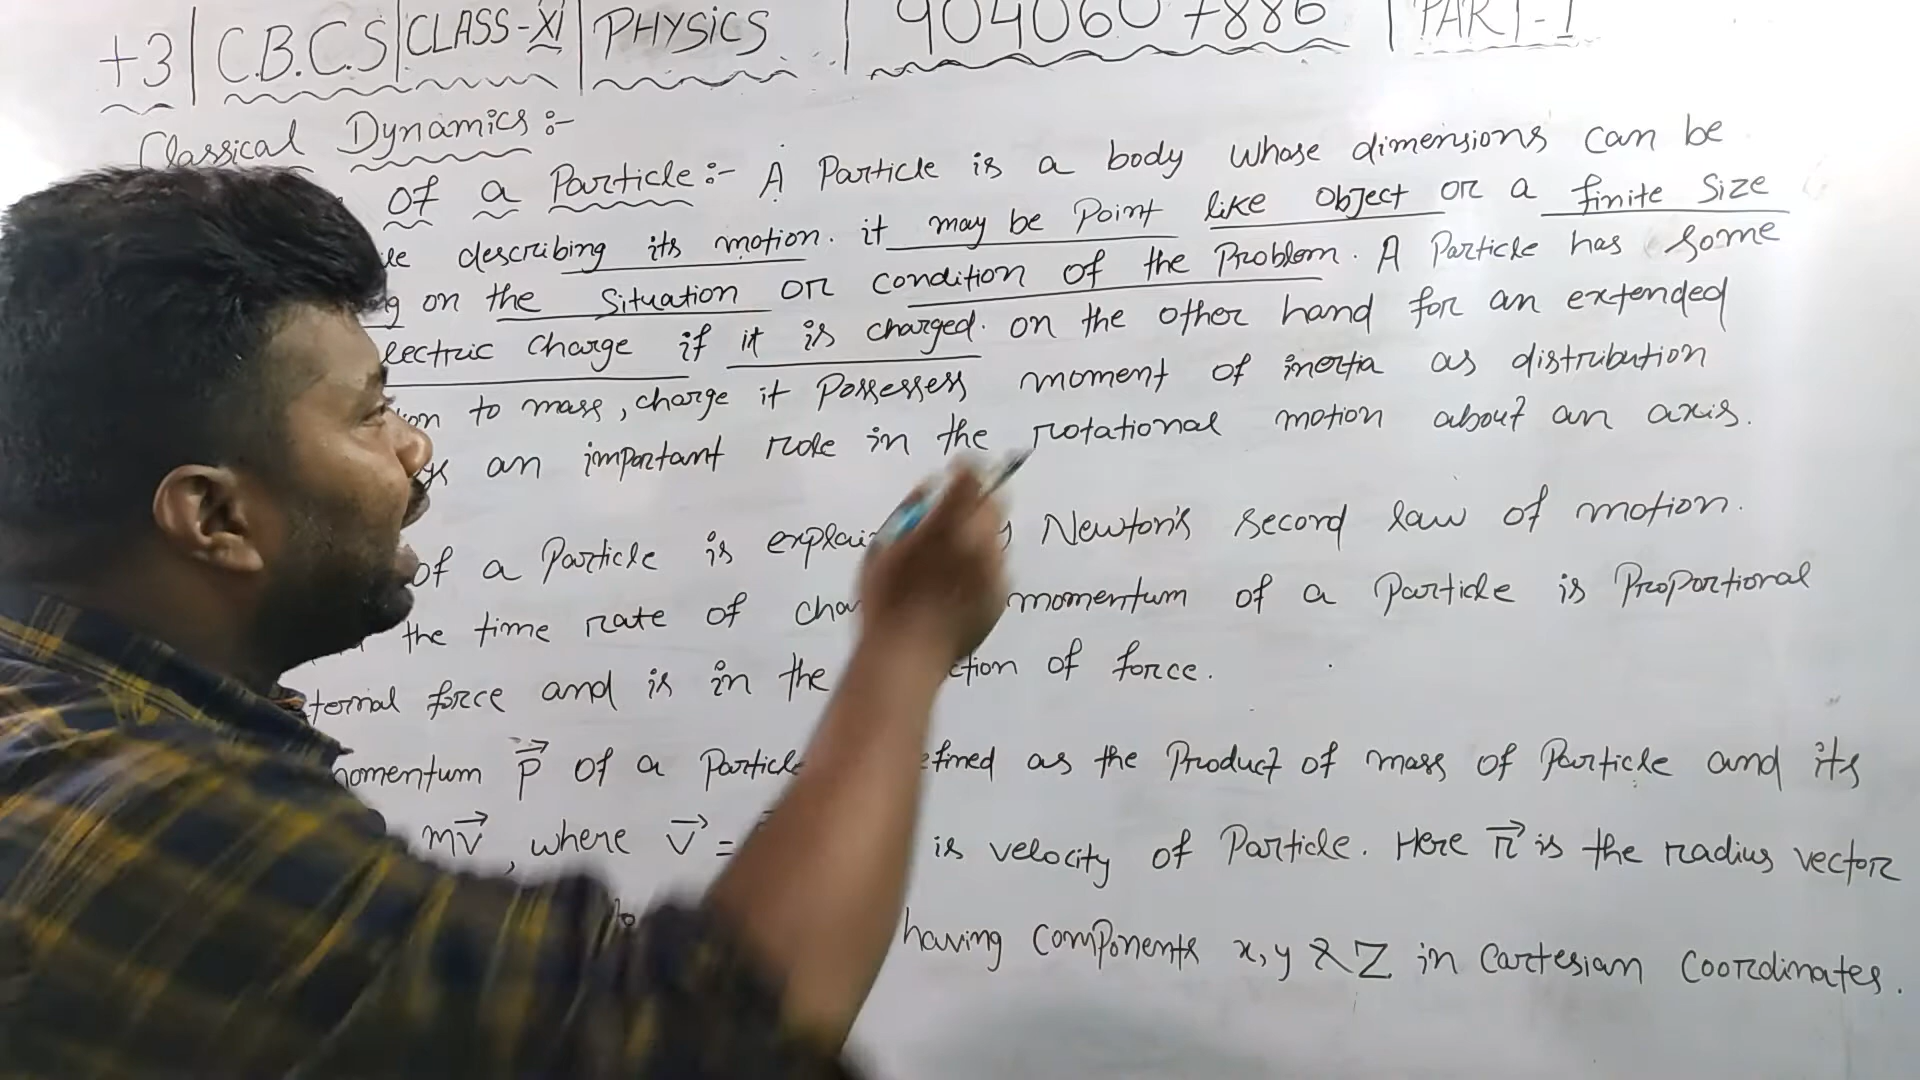 +3 | C.B.C.S | CLASS-XI | PHYSICS | 9040607886 | PART-1
Classical Dynamics :-
of a Particle :- A Particle is a body whose dimensions can be
describing its motion. it may be Point like object or a finite size
on the situation or condition of the Problem. A Particle has some
lectric charge if it is charged. on the other hand for an extended
to mass, charge it Possessess moment of inertia as distribution
an important role in the rotational motion about an axis.
of a Particle is explai Newton's second law of motion.
the time rate of cha momentum of a Particle is Proportional
ternal force and is in the ction of force.
omentum P⃗ of a Particle efined as the Product of mass of Particle and its
mv⃗, where v⃗ = is velocity of Particle. Here r⃗ is the radius vector
having components x, y & z in Cartesian Coordinates.